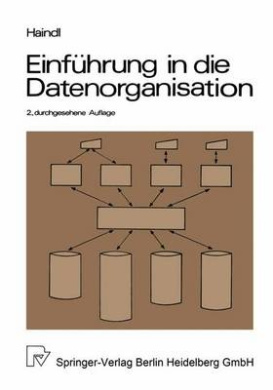 Haindl
Einführung in die
Datenorganisation
2., durchgesehene Auflage
Springer-Verlag Berlin Heidelberg GmbH